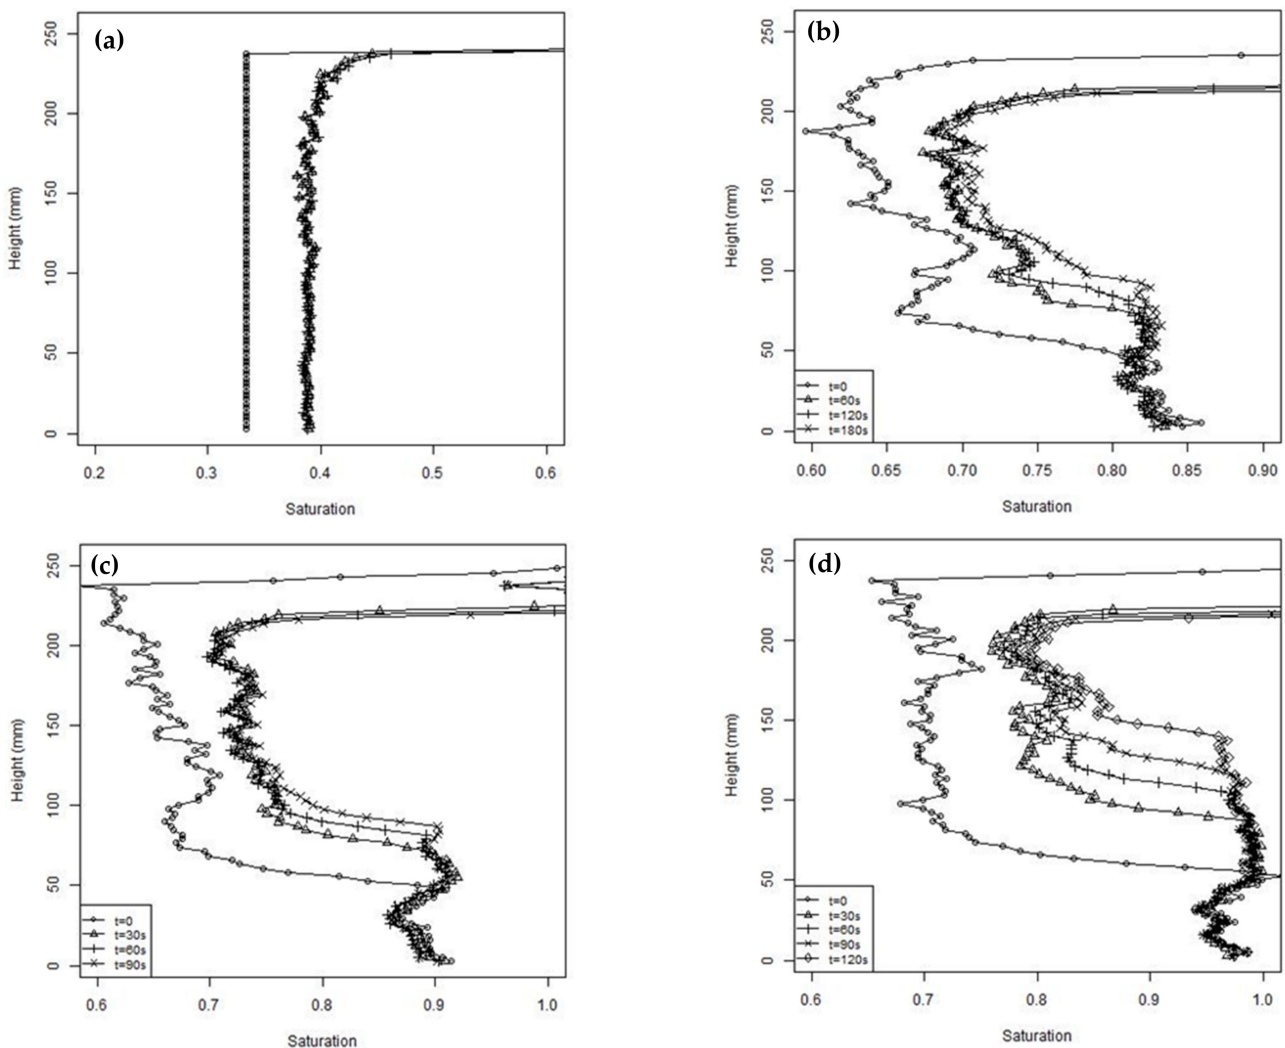 (a)
250
200
150
100
50
0
Height (mm)
0.2 0.3 0.4 0.5 0.6
Saturation
(b)
250
200
150
100
50
0
Height (mm)
t=0
t=60s
t=120s
t=180s
0.60 0.65 0.70 0.75 0.80 0.85 0.90
Saturation
(c)
250
200
150
100
50
0
Height (mm)
t=0
t=30s
t=60s
t=90s
0.6 0.7 0.8 0.9 1.0
Saturation
(d)
250
200
150
100
50
0
Height (mm)
t=0
t=30s
t=60s
t=90s
t=120s
0.6 0.7 0.8 0.9 1.0
Saturation